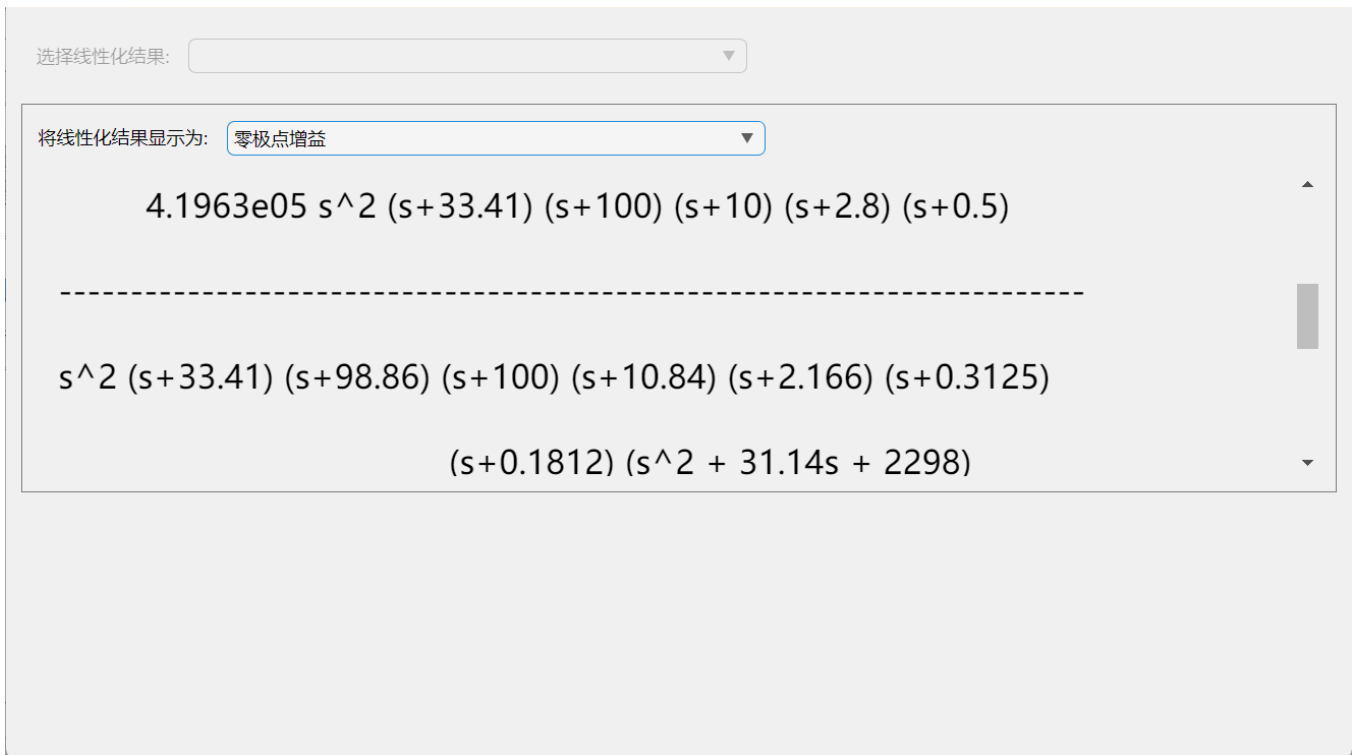 选择线性化结果:
将线性化结果显示为: 零极点增益
4.1963e05 s^2 (s+33.41) (s+100) (s+10) (s+2.8) (s+0.5)
------------------------------------------------------------------------
s^2 (s+33.41) (s+98.86) (s+100) (s+10.84) (s+2.166) (s+0.3125)
(s+0.1812) (s^2 + 31.14s + 2298)